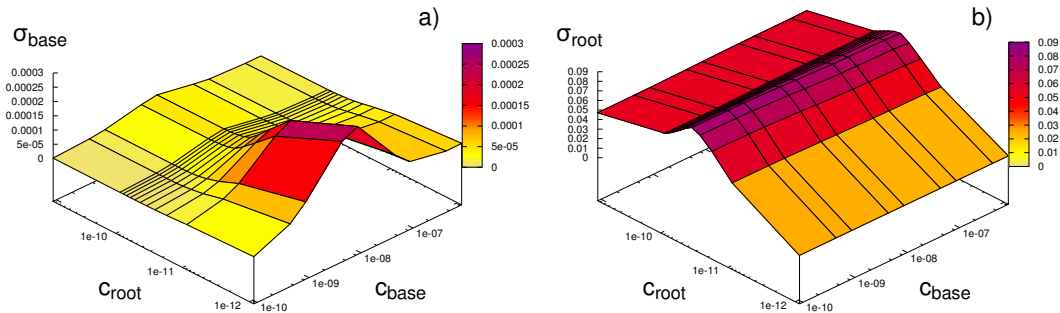 a)
σbase
0.0003
0.00025
0.0002
0.00015
0.0001
5e-05
0
0.0003
0.00025
0.0002
0.00015
0.0001
5e-05
0
1e-10
1e-11
1e-12
croot
1e-10
1e-09
1e-08
1e-07
cbase
b)
σroot
0.09
0.08
0.07
0.06
0.05
0.04
0.03
0.02
0.01
0
0.09
0.08
0.07
0.06
0.05
0.04
0.03
0.02
0.01
0
1e-10
1e-11
1e-12
croot
1e-10
1e-09
1e-08
1e-07
cbase